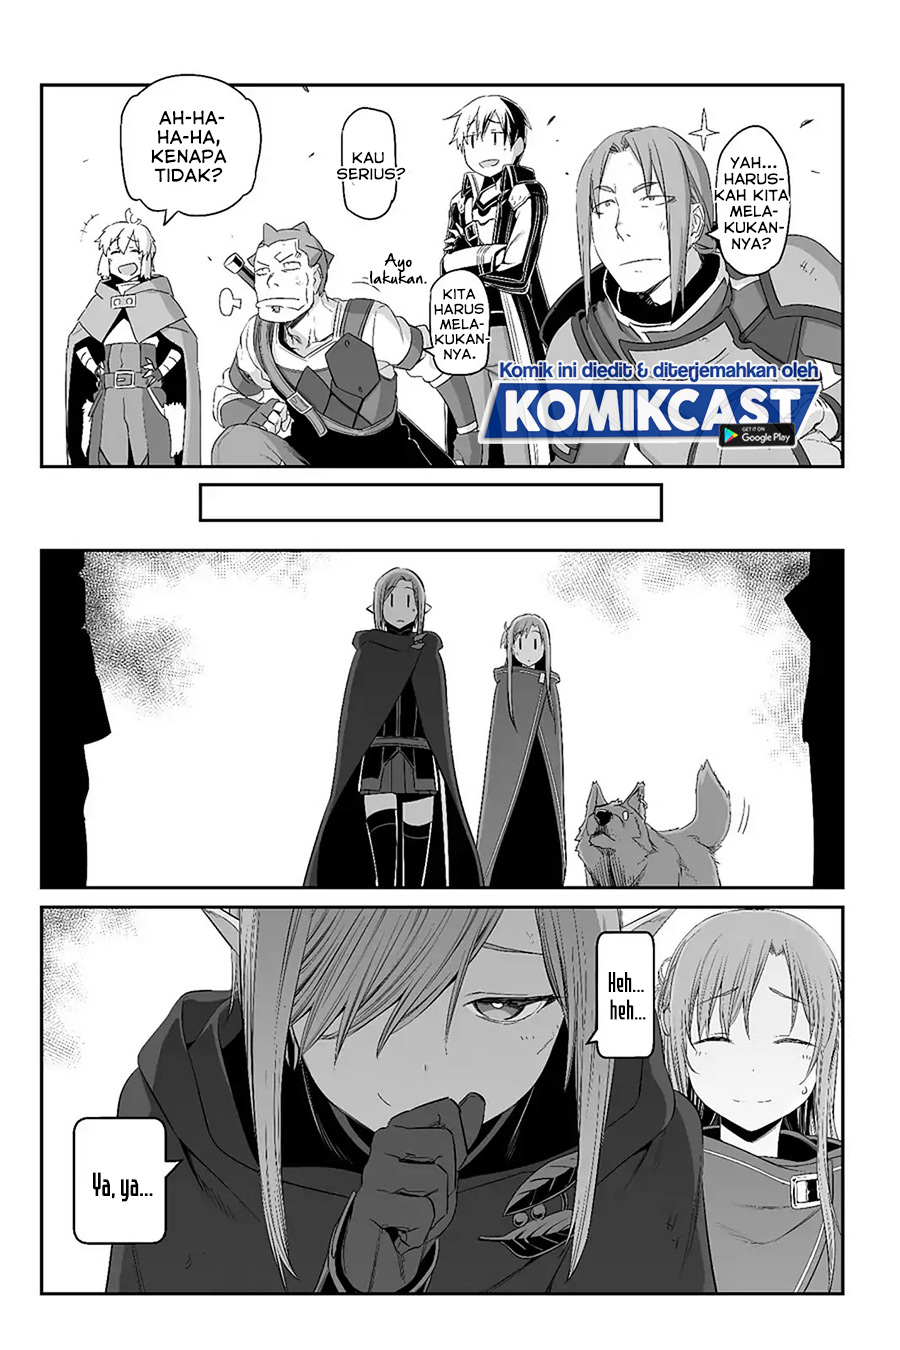 AH-HA-
HA-HA,
KENAPA
TIDAK?
KAU
SERIUS?
YAH...
HARUS-
KAH KITA
MELA-
KUKAN-
NYA?
Ayo
lakukan.
KITA
HARUS
MELA-
KUKAN-
NYA.
Komik ini diedit & diterjemahkan oleh
KOMIKCAST
GET IT ON
Google Play
Heh...
heh...
Ya, ya...